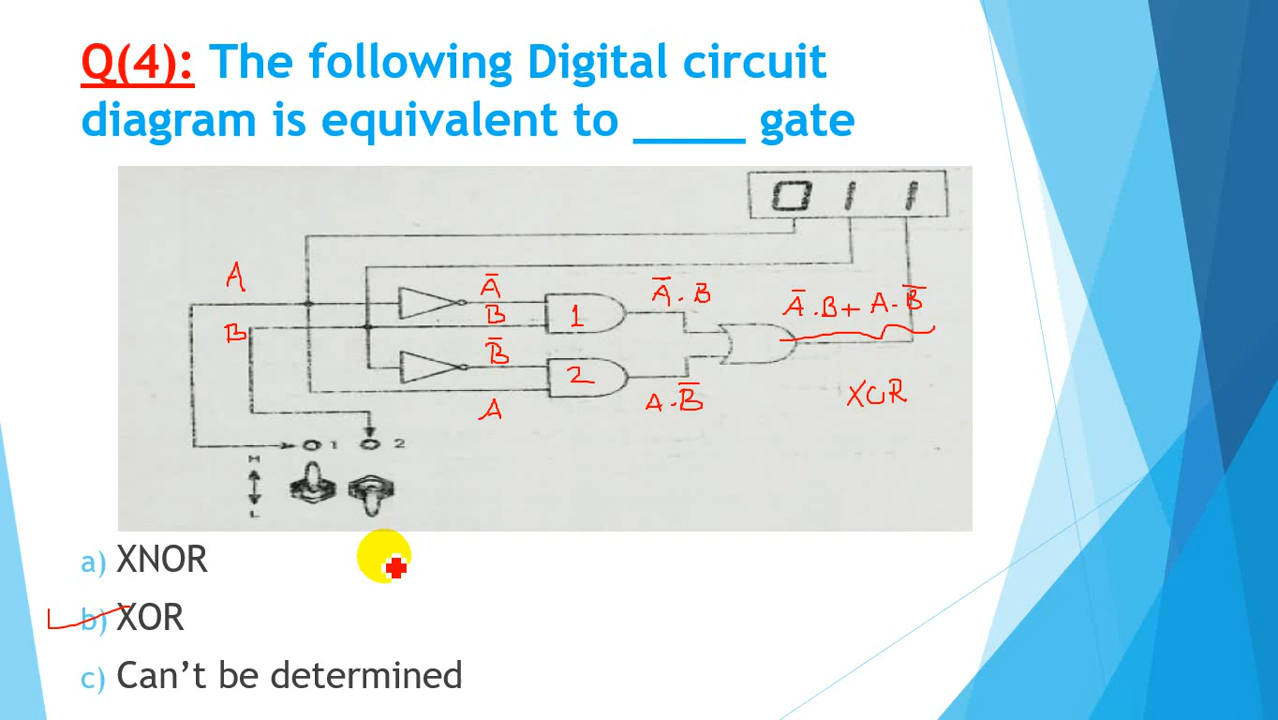 Q(4): The following Digital circuit
diagram is equivalent to ____ gate
0 1 1
A
A̅
A̅ . B
A̅ . B + A . B̅
B
B
1
B̅
2
A
A . B̅
XOR
1 2
H
L
a) XNOR
b) XOR
c) Can’t be determined